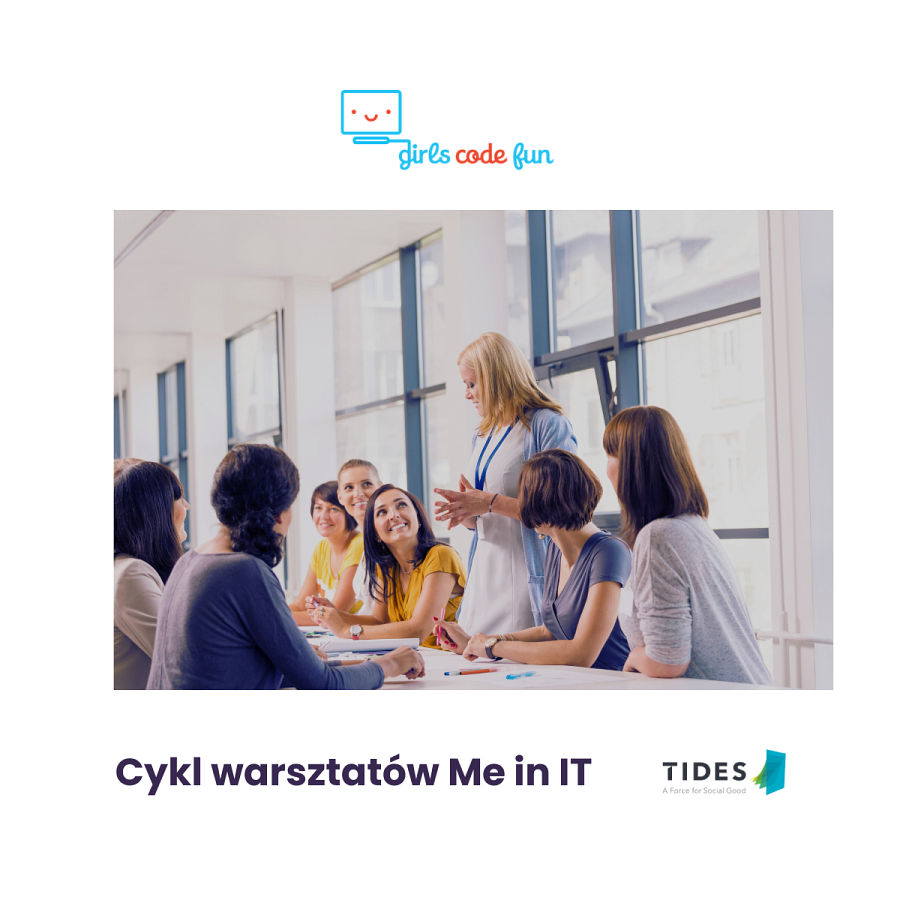 girls code fun
Cykl warsztatów Me in IT
TIDES
A Force for Social Good